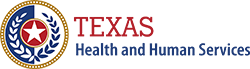 TEXAS
Health and Human Services